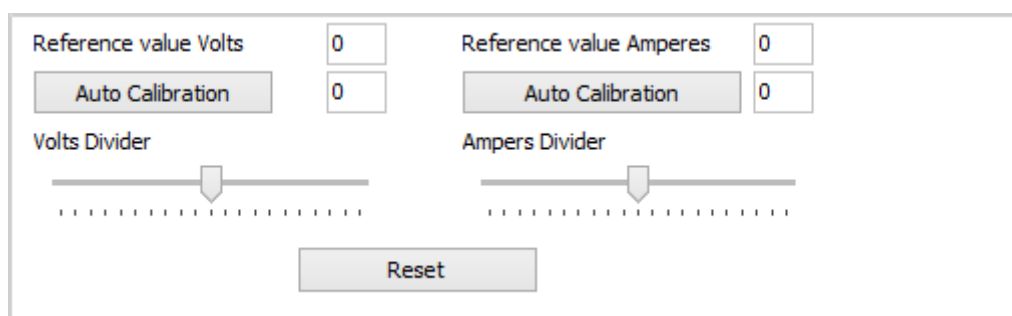 Reference value Volts 0 Reference value Amperes 0
Auto Calibration 0 Auto Calibration 0
Volts Divider Ampers Divider
Reset